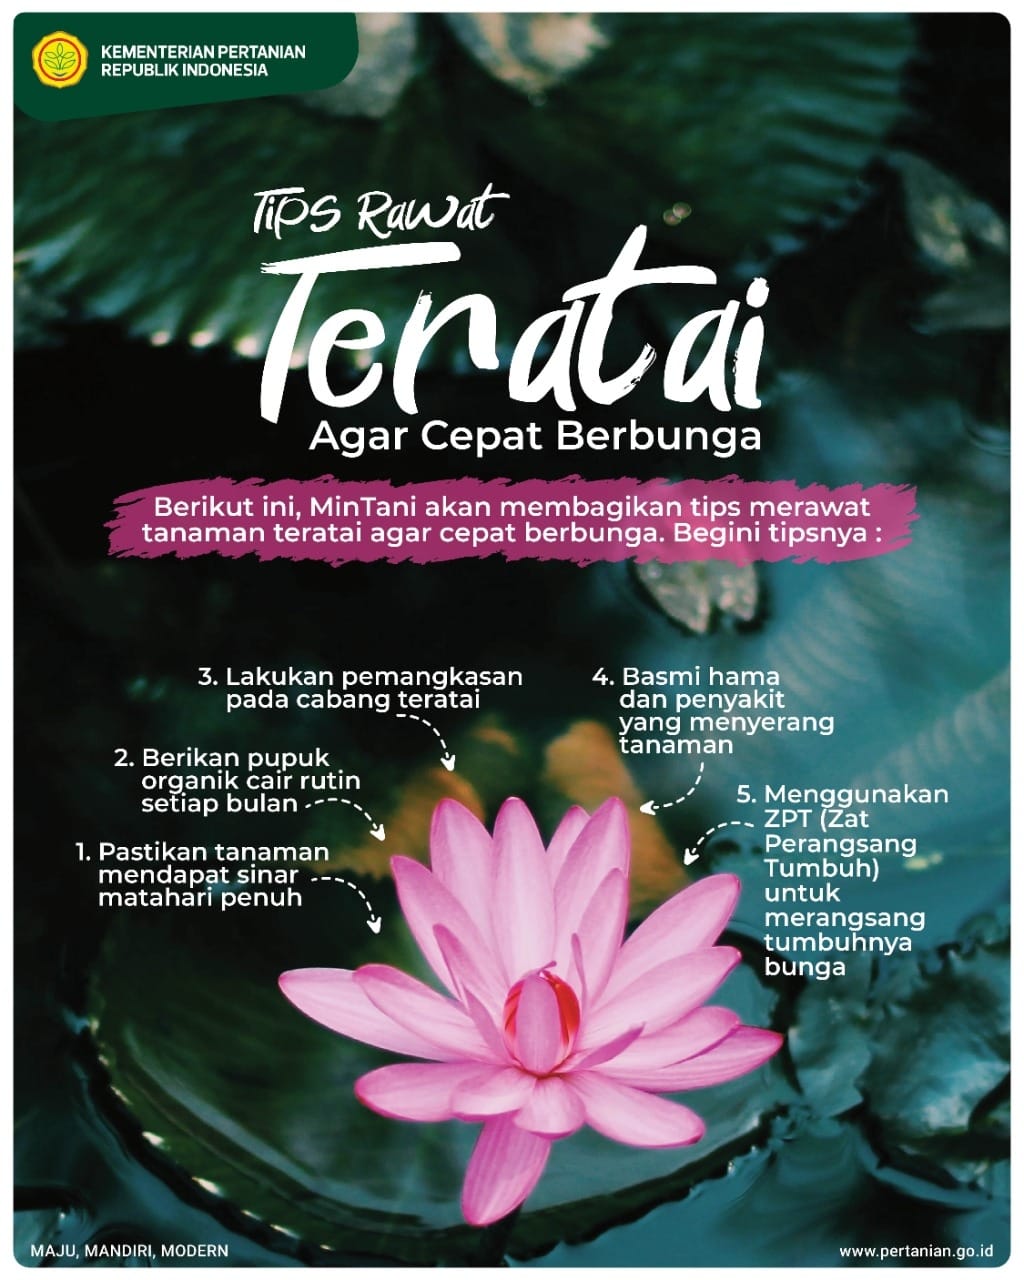 KEMENTERIAN PERTANIAN
REPUBLIK INDONESIA
Tips Rawat
Teratai
Agar Cepat Berbunga
Berikut ini, MinTani akan membagikan tips merawat
tanaman teratai agar cepat berbunga. Begini tipsnya :
1. Pastikan tanaman
mendapat sinar
matahari penuh
2. Berikan pupuk
organik cair rutin
setiap bulan
3. Lakukan pemangkasan
pada cabang teratai
4. Basmi hama
dan penyakit
yang menyerang
tanaman
5. Menggunakan
ZPT (Zat
Perangsang
Tumbuh)
untuk
merangsang
tumbuhnya
bunga
MAJU, MANDIRI, MODERN
www.pertanian.go.id